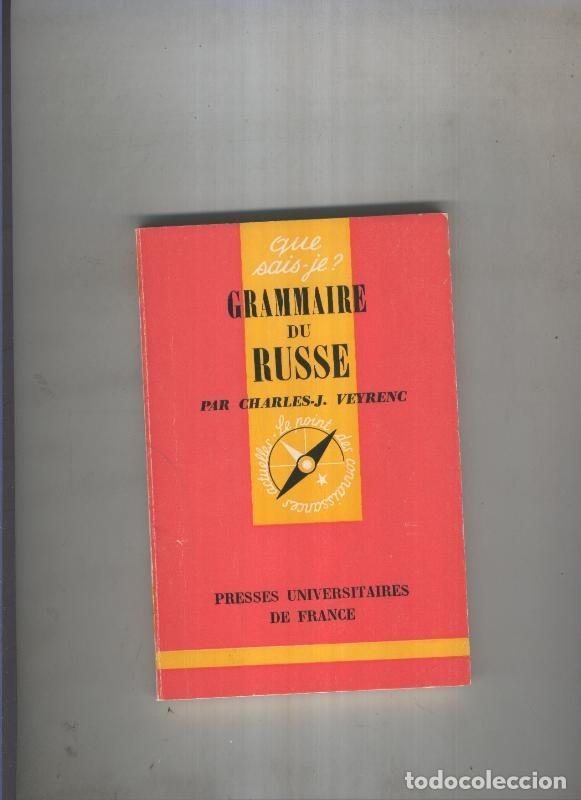 que
sais-je?
GRAMMAIRE
DU
RUSSE
PAR CHARLES-J. VEYRENC
Le point des connaissances actuelles.
PRESSES UNIVERSITAIRES
DE FRANCE
todocoleccion